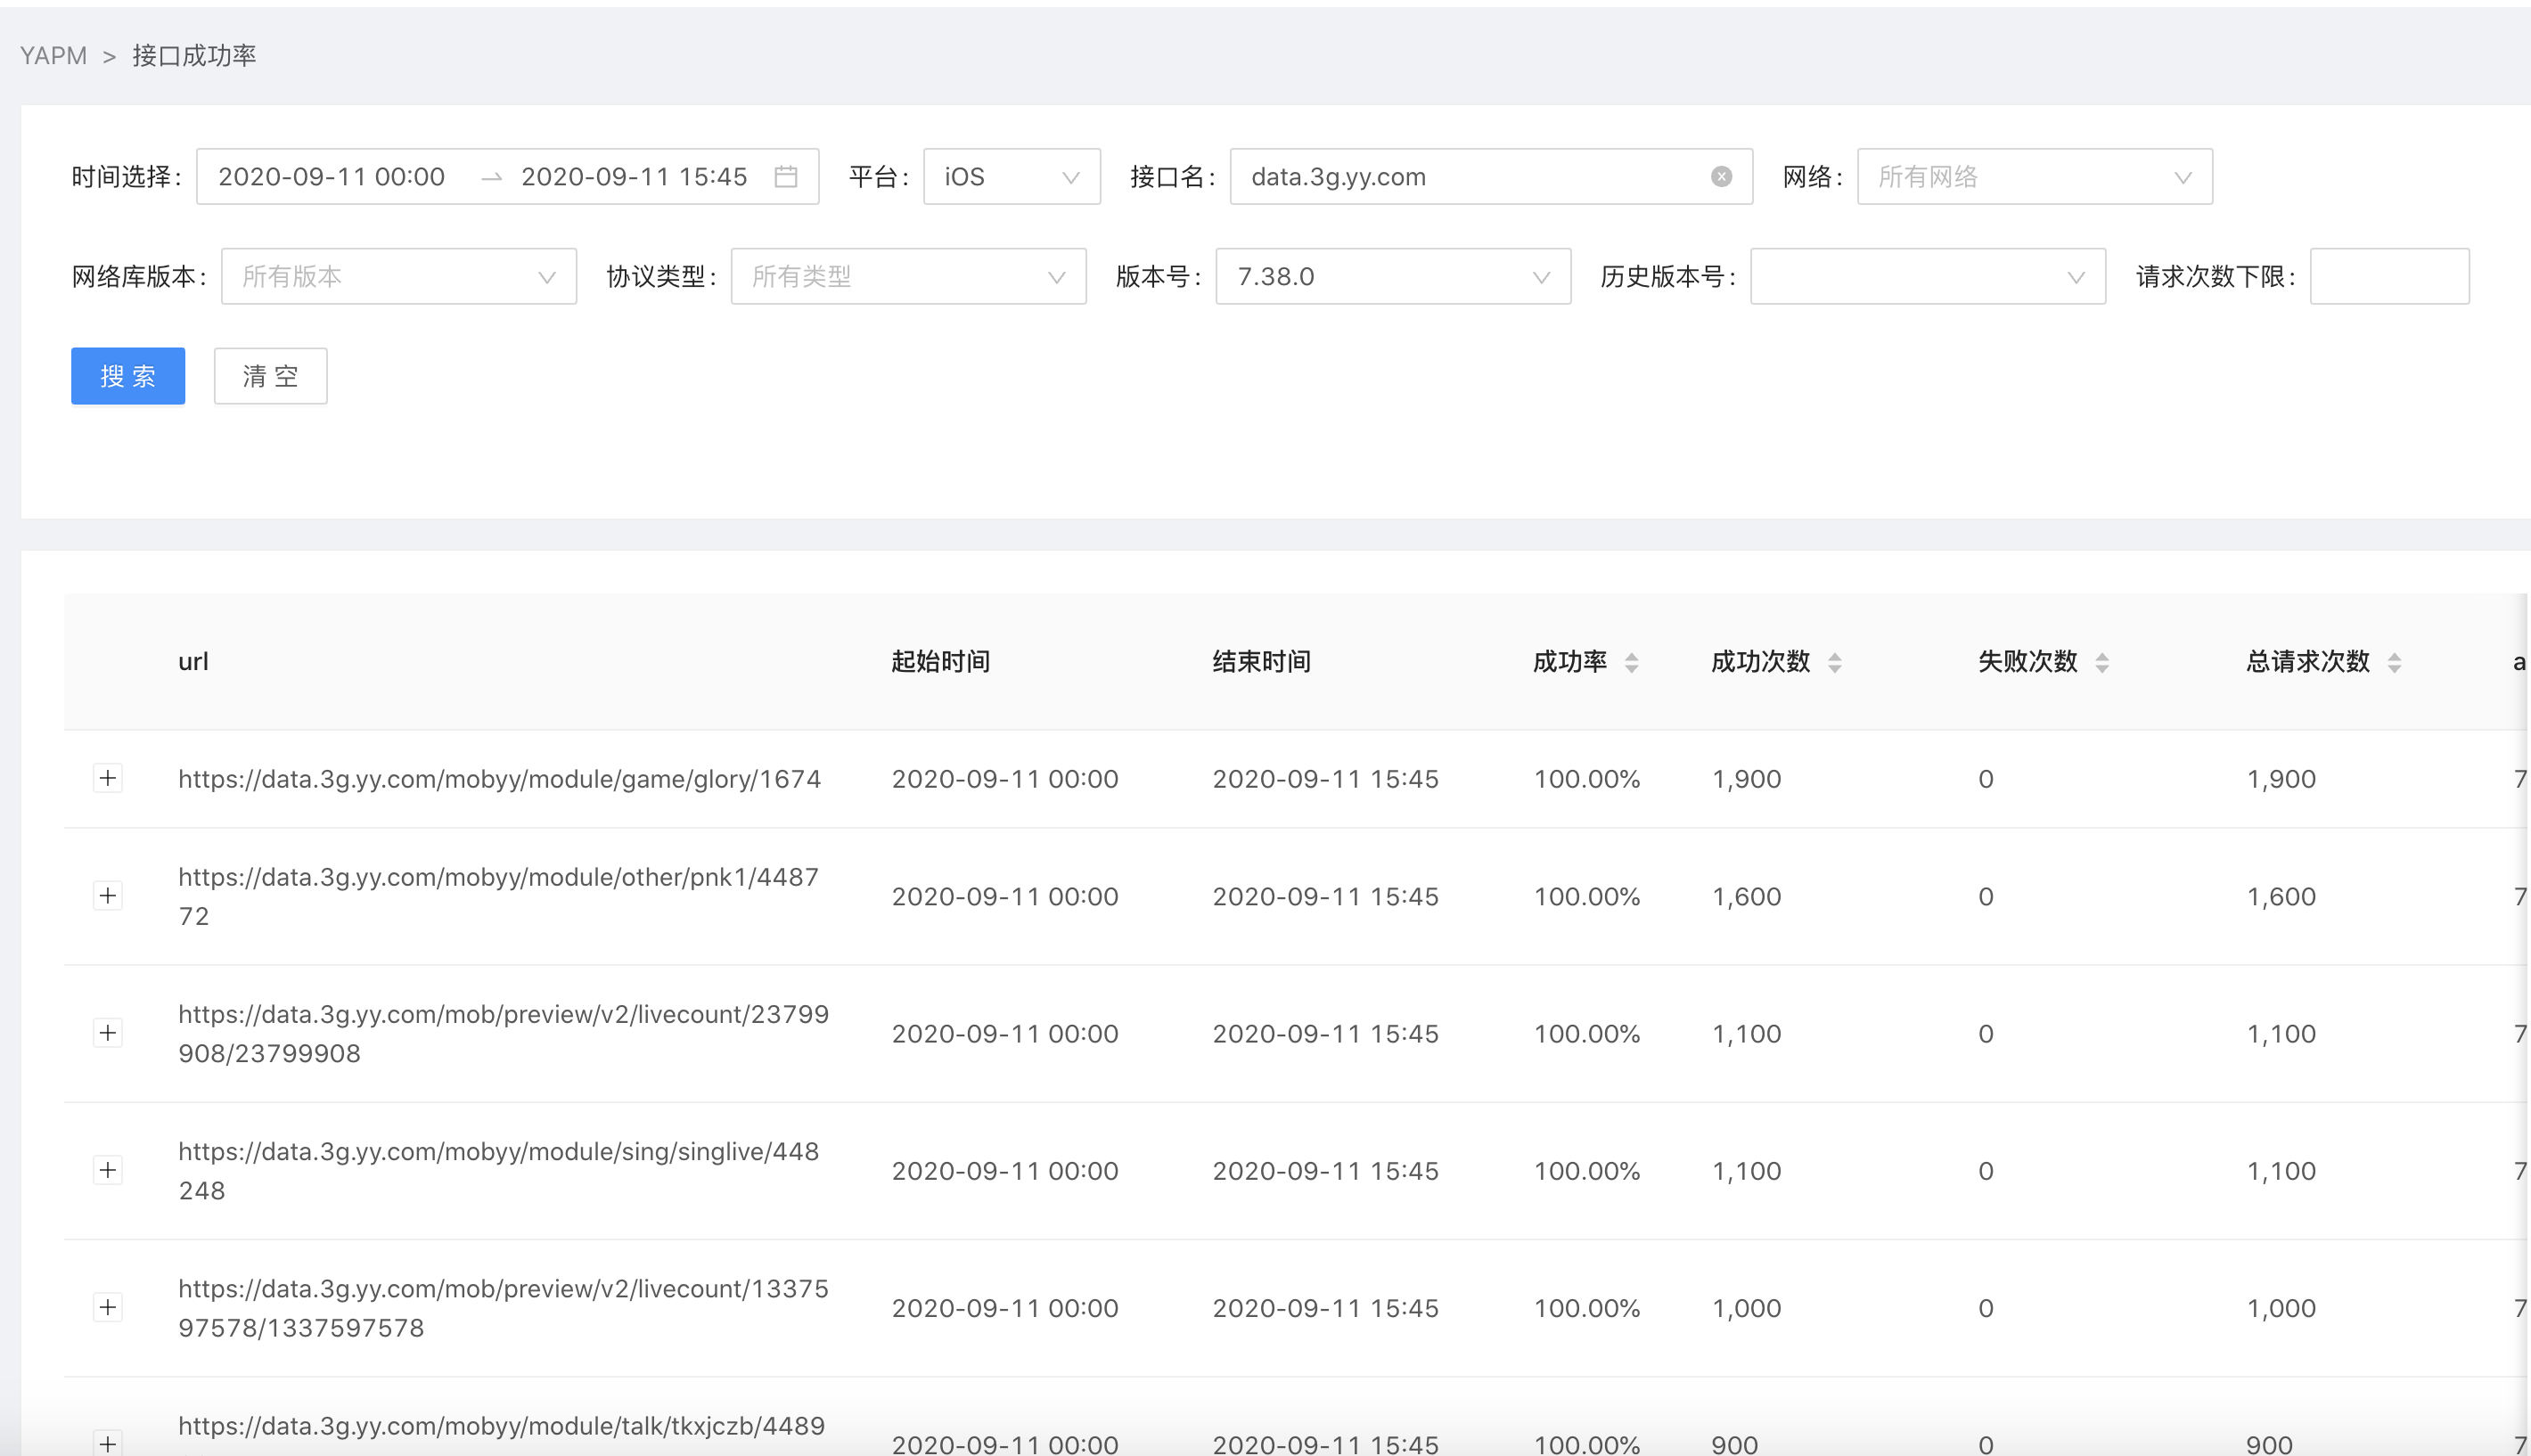 YAPM > 接口成功率
时间选择: 2020-09-11 00:00 → 2020-09-11 15:45 平台: iOS 接口名: data.3g.yy.com 网络: 所有网络
网络库版本: 所有版本 协议类型: 所有类型 版本号: 7.38.0 历史版本号: 请求次数下限:
搜 索 清 空
url 起始时间 结束时间 成功率 成功次数 失败次数 总请求次数 a
https://data.3g.yy.com/mobyy/module/game/glory/1674 2020-09-11 00:00 2020-09-11 15:45 100.00% 1,900 0 1,900 7
https://data.3g.yy.com/mobyy/module/other/pnk1/4487
72 2020-09-11 00:00 2020-09-11 15:45 100.00% 1,600 0 1,600 7
https://data.3g.yy.com/mob/preview/v2/livecount/23799
908/23799908 2020-09-11 00:00 2020-09-11 15:45 100.00% 1,100 0 1,100 7
https://data.3g.yy.com/mobyy/module/sing/singlive/448
248 2020-09-11 00:00 2020-09-11 15:45 100.00% 1,100 0 1,100 7
https://data.3g.yy.com/mob/preview/v2/livecount/13375
97578/1337597578 2020-09-11 00:00 2020-09-11 15:45 100.00% 1,000 0 1,000 7
https://data.3g.yy.com/mobyy/module/talk/tkxjczb/4489
2020-09-11 00:00 2020-09-11 15:45 100.00% 900 0 900 7